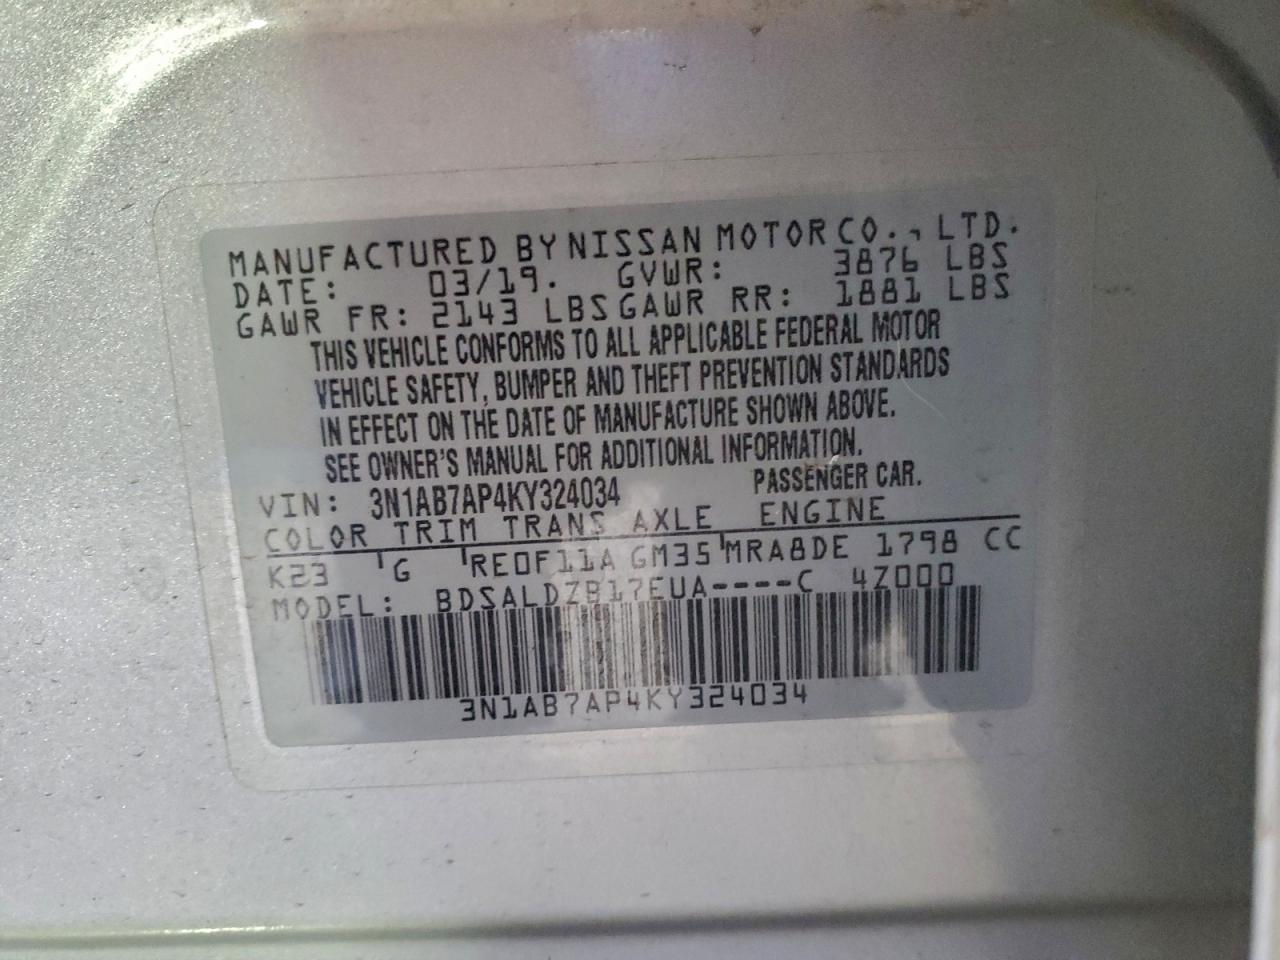 MANUFACTURED BY NISSAN MOTOR CO., LTD.
DATE: 03/19. GVWR: 3876 LBS
GAWR FR: 2143 LBS GAWR RR: 1881 LBS
THIS VEHICLE CONFORMS TO ALL APPLICABLE FEDERAL MOTOR
VEHICLE SAFETY, BUMPER AND THEFT PREVENTION STANDARDS
IN EFFECT ON THE DATE OF MANUFACTURE SHOWN ABOVE.
SEE OWNER'S MANUAL FOR ADDITIONAL INFORMATION.
VIN: 3N1AB7AP4KY324034 PASSENGER CAR.
COLOR TRIM TRANS AXLE ENGINE
K23 G RE0F11A GM35 MRA8DE 1798 CC
MODEL: BDSALDZB17EUA----C 4Z000
3N1AB7AP4KY324034